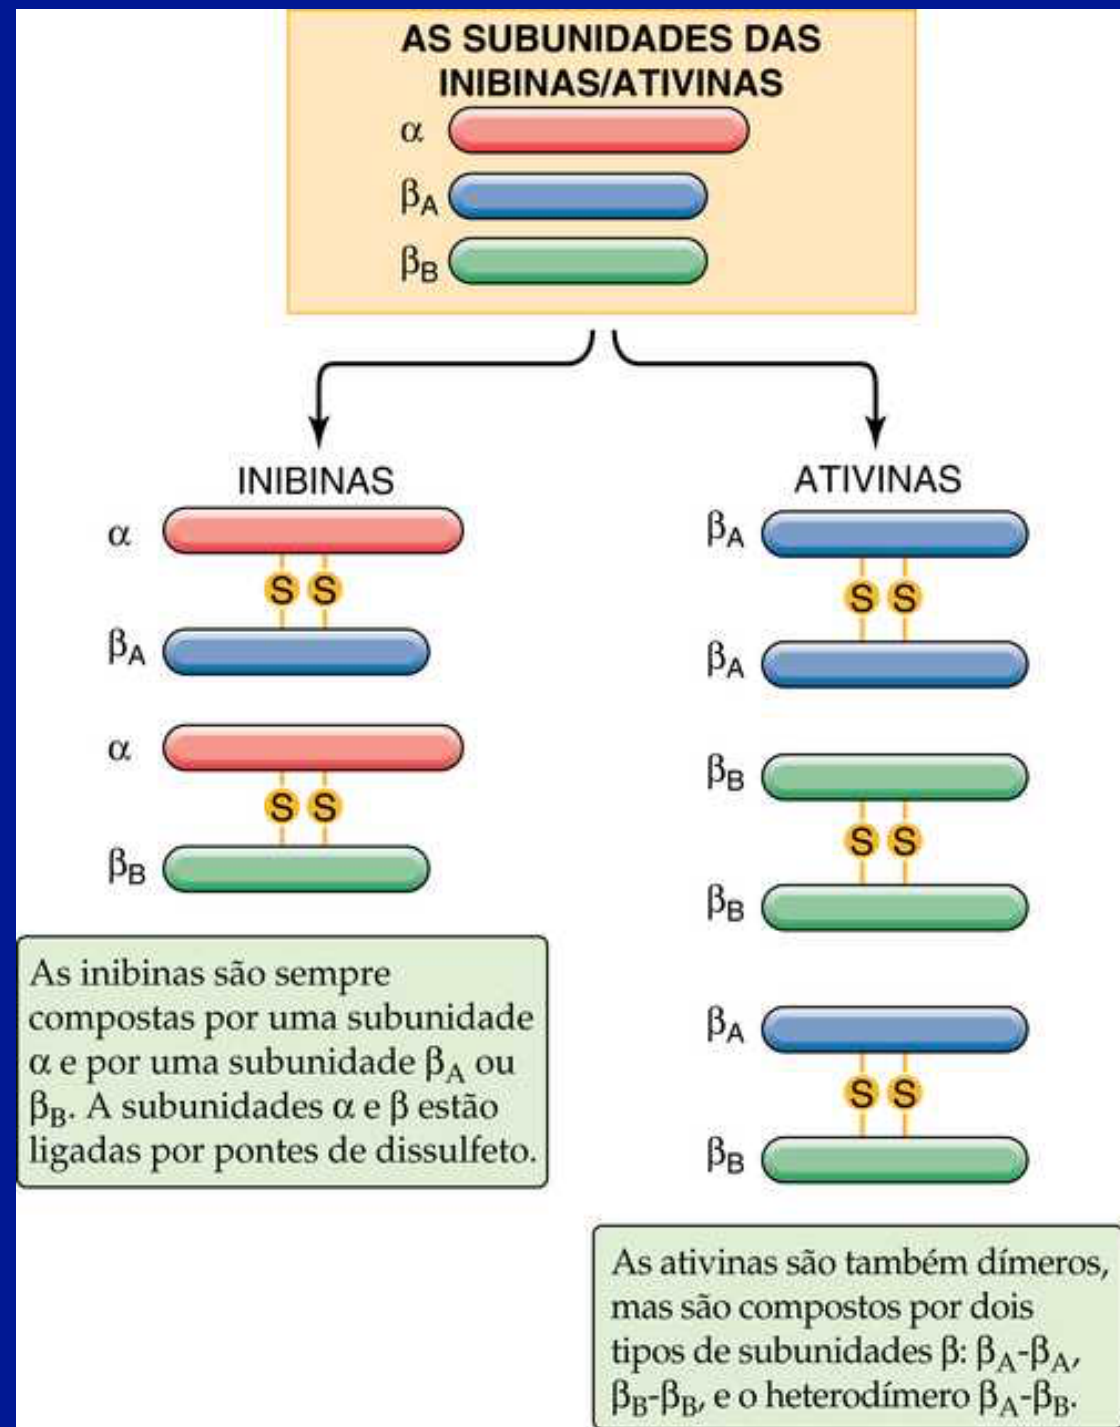 AS SUBUNIDADES DAS
INIBINAS/ATIVINAS
α
βA
βB
INIBINAS
α
S S
βA
α
S S
βB
As inibinas são sempre
compostas por uma subunidade
α e por uma subunidade βA ou
βB. A subunidades α e β estão
ligadas por pontes de dissulfeto.
ATIVINAS
βA
S S
βA
βB
S S
βB
βA
S S
βB
As ativinas são também dímeros,
mas são compostos por dois
tipos de subunidades β: βA-βA,
βB-βB, e o heterodímero βA-βB.